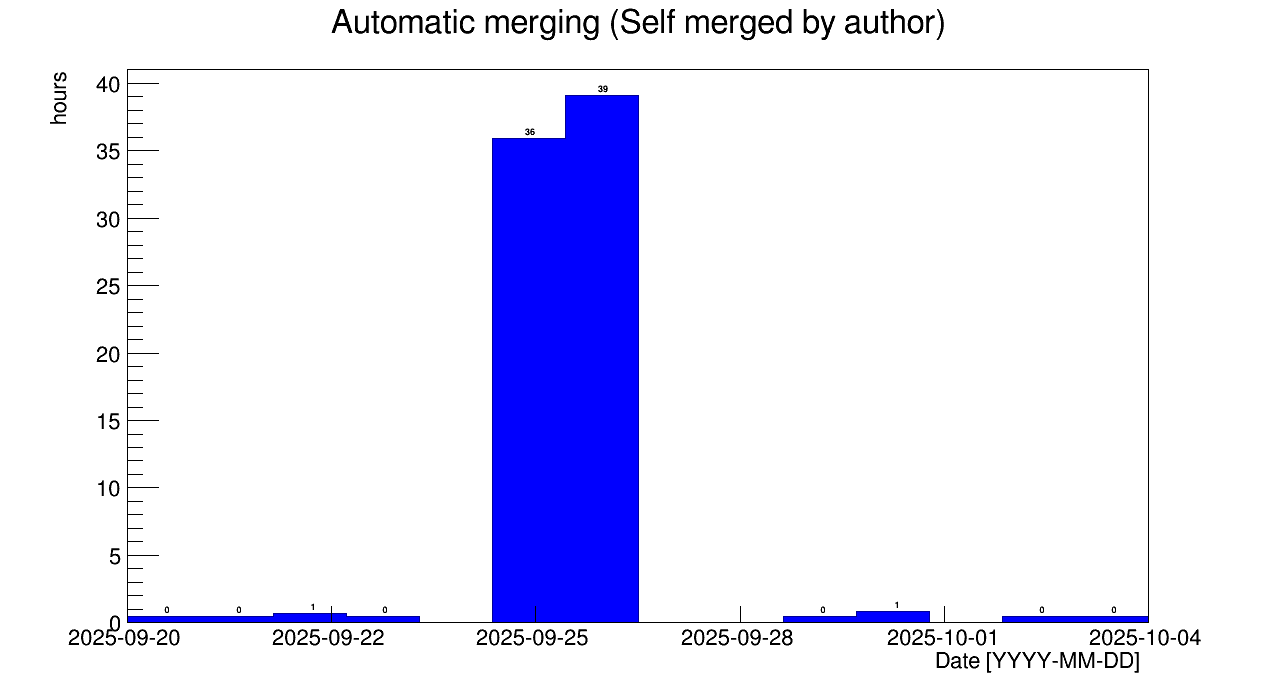 Automatic merging (Self merged by author)
hours
40
35
30
25
20
15
10
5
0
39
36
0 0 1 0 0 1 0 0
2025-09-20 2025-09-22 2025-09-25 2025-09-28 2025-10-01 2025-10-04
Date [YYYY-MM-DD]